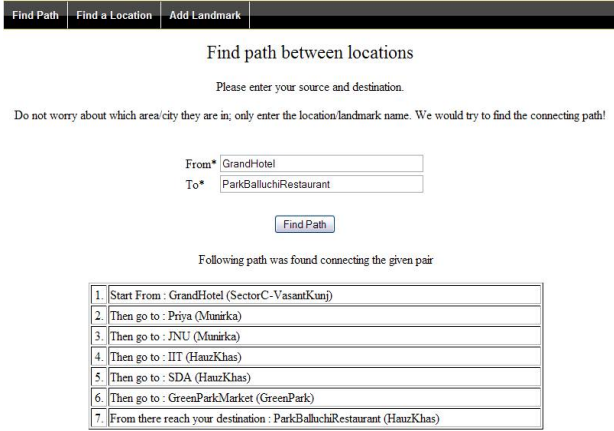 Find Path Find a Location Add Landmark
Find path between locations
Please enter your source and destination.
Do not worry about which area/city they are in; only enter the location/landmark name. We would try to find the connecting path!
From* GrandHotel
To* ParkBalluchiRestaurant
Find Path
Following path was found connecting the given pair
1. Start From : GrandHotel (SectorC-VasantKunj)
2. Then go to : Priya (Munirka)
3. Then go to : JNU (Munirka)
4. Then go to : IIT (HauzKhas)
5. Then go to : SDA (HauzKhas)
6. Then go to : GreenParkMarket (GreenPark)
7. From there reach your destination : ParkBalluchiRestaurant (HauzKhas)